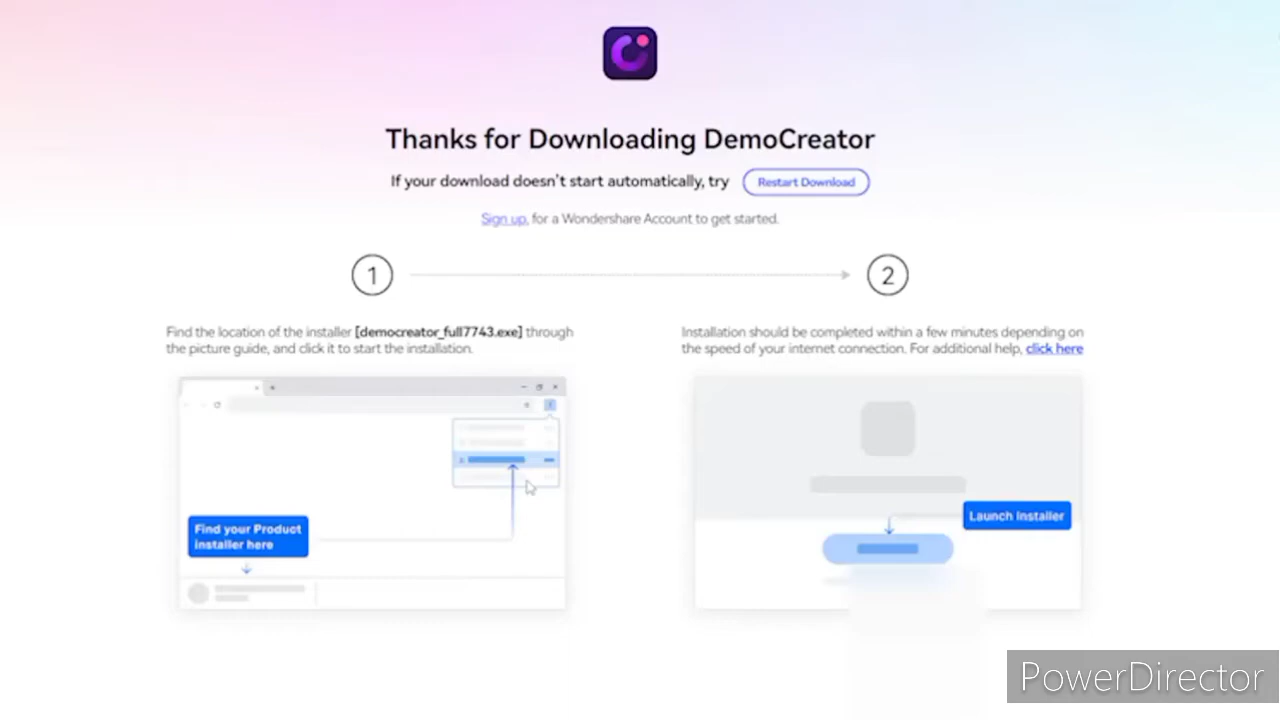 Thanks for Downloading DemoCreator
If your download doesn't start automatically, try Restart Download
Sign up, for a Wondershare Account to get started.
1
2
Find the location of the installer [democreator_full7743.exe] through
the picture guide, and click it to start the installation.
Installation should be completed within a few minutes depending on
the speed of your internet connection. For additional help, click here
Find your Product
installer here
Launch Installer
PowerDirector